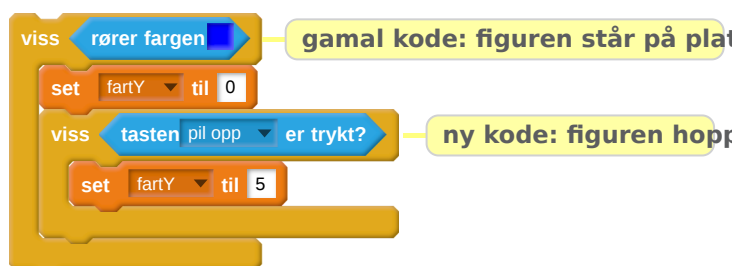 viss rører fargen gamal kode: figuren står på plat
set fartY til 0
viss tasten pil opp er trykt? ny kode: figuren hopp
set fartY til 5